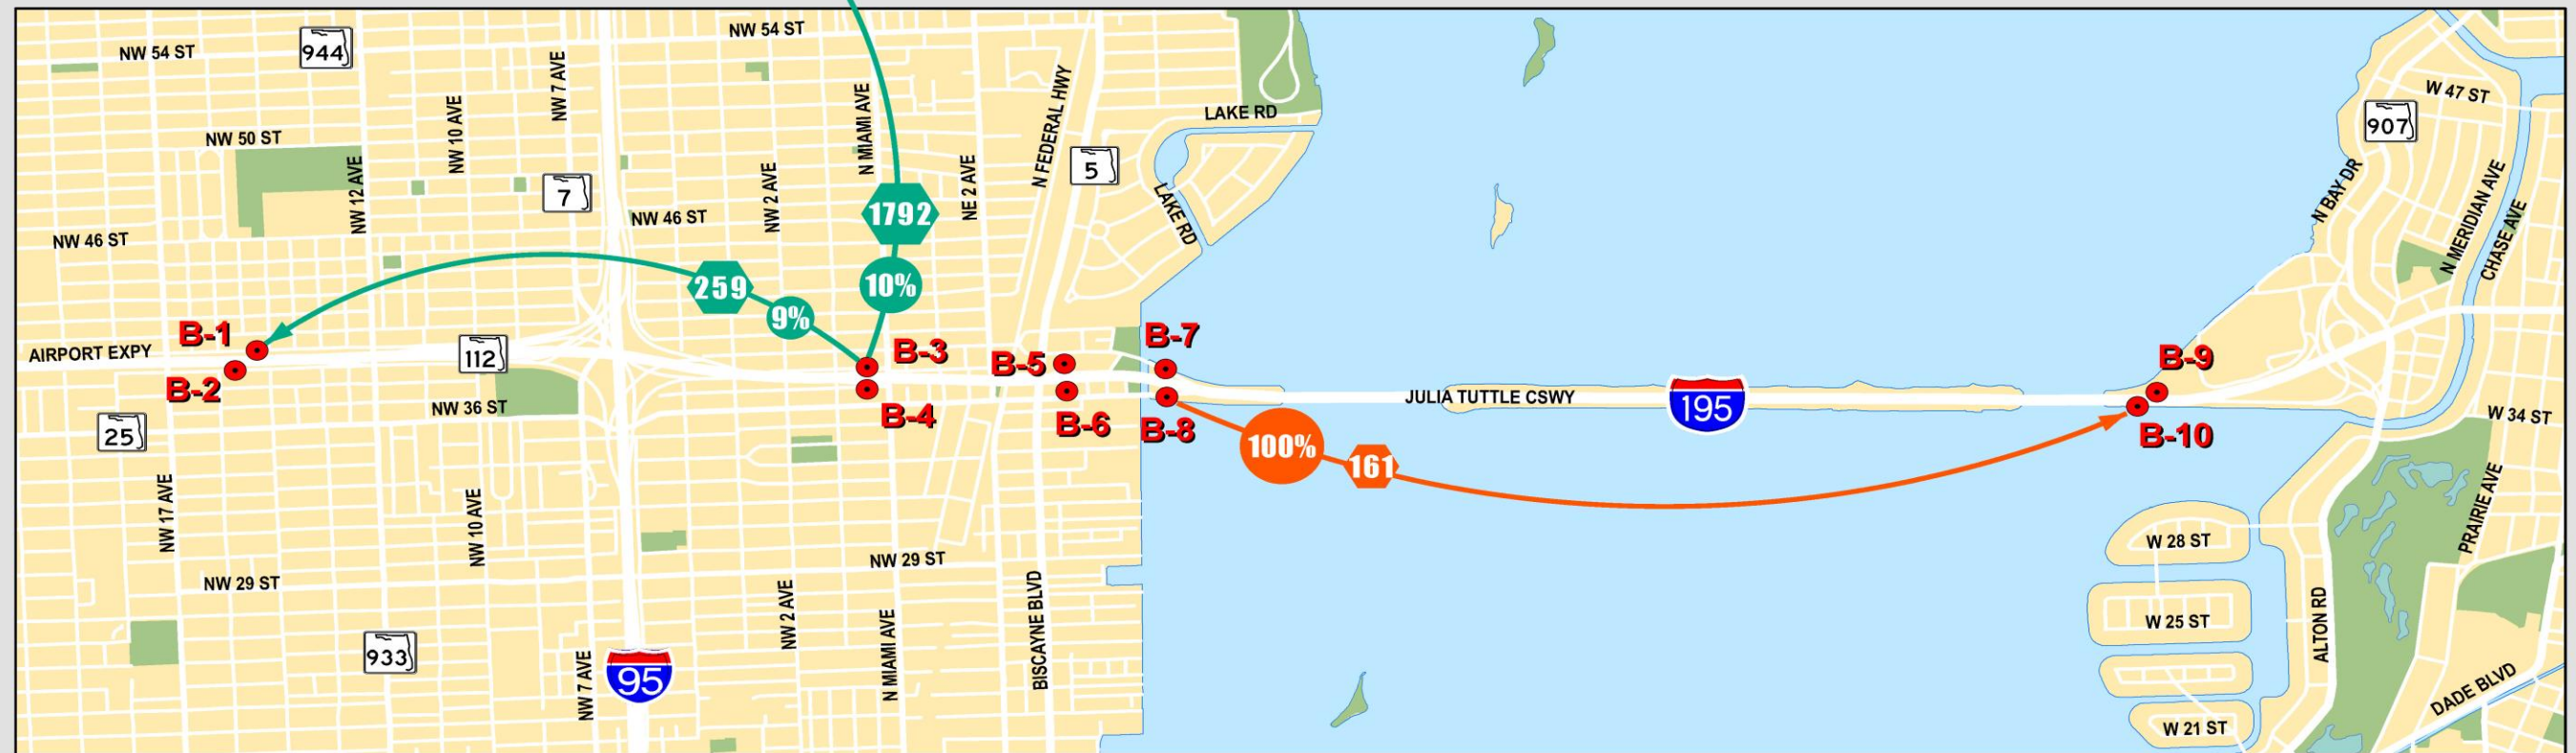 NW 54 ST
944
NW 54 ST
NW 7 AVE
N FEDERAL HWY
N MIAMI AVE
NW 10 AVE
LAKE RD
W 47 ST
907
NW 50 ST
NW 12 AVE
7
NW 2 AVE
NE 2 AVE
5
LAKE RD
N BAY DR
N MERIDIAN AVE
CHASE AVE
NW 46 ST
NW 46 ST
1792
10%
259
9%
B-1
AIRPORT EXPY
112
B-2
B-3
B-4
B-5
B-6
B-7
B-8
JULIA TUTTLE CSWY
195
B-9
B-10
25
NW 36 ST
100%
161
W 34 ST
NW 17 AVE
NW 10 AVE
PRAIRIE AVE
NW 29 ST
NW 29 ST
W 28 ST
BISCAYNE BLVD
NW 2 AVE
N MIAMI AVE
ALTON RD
W 25 ST
933
NW 7 AVE
95
DADE BLVD
W 21 ST